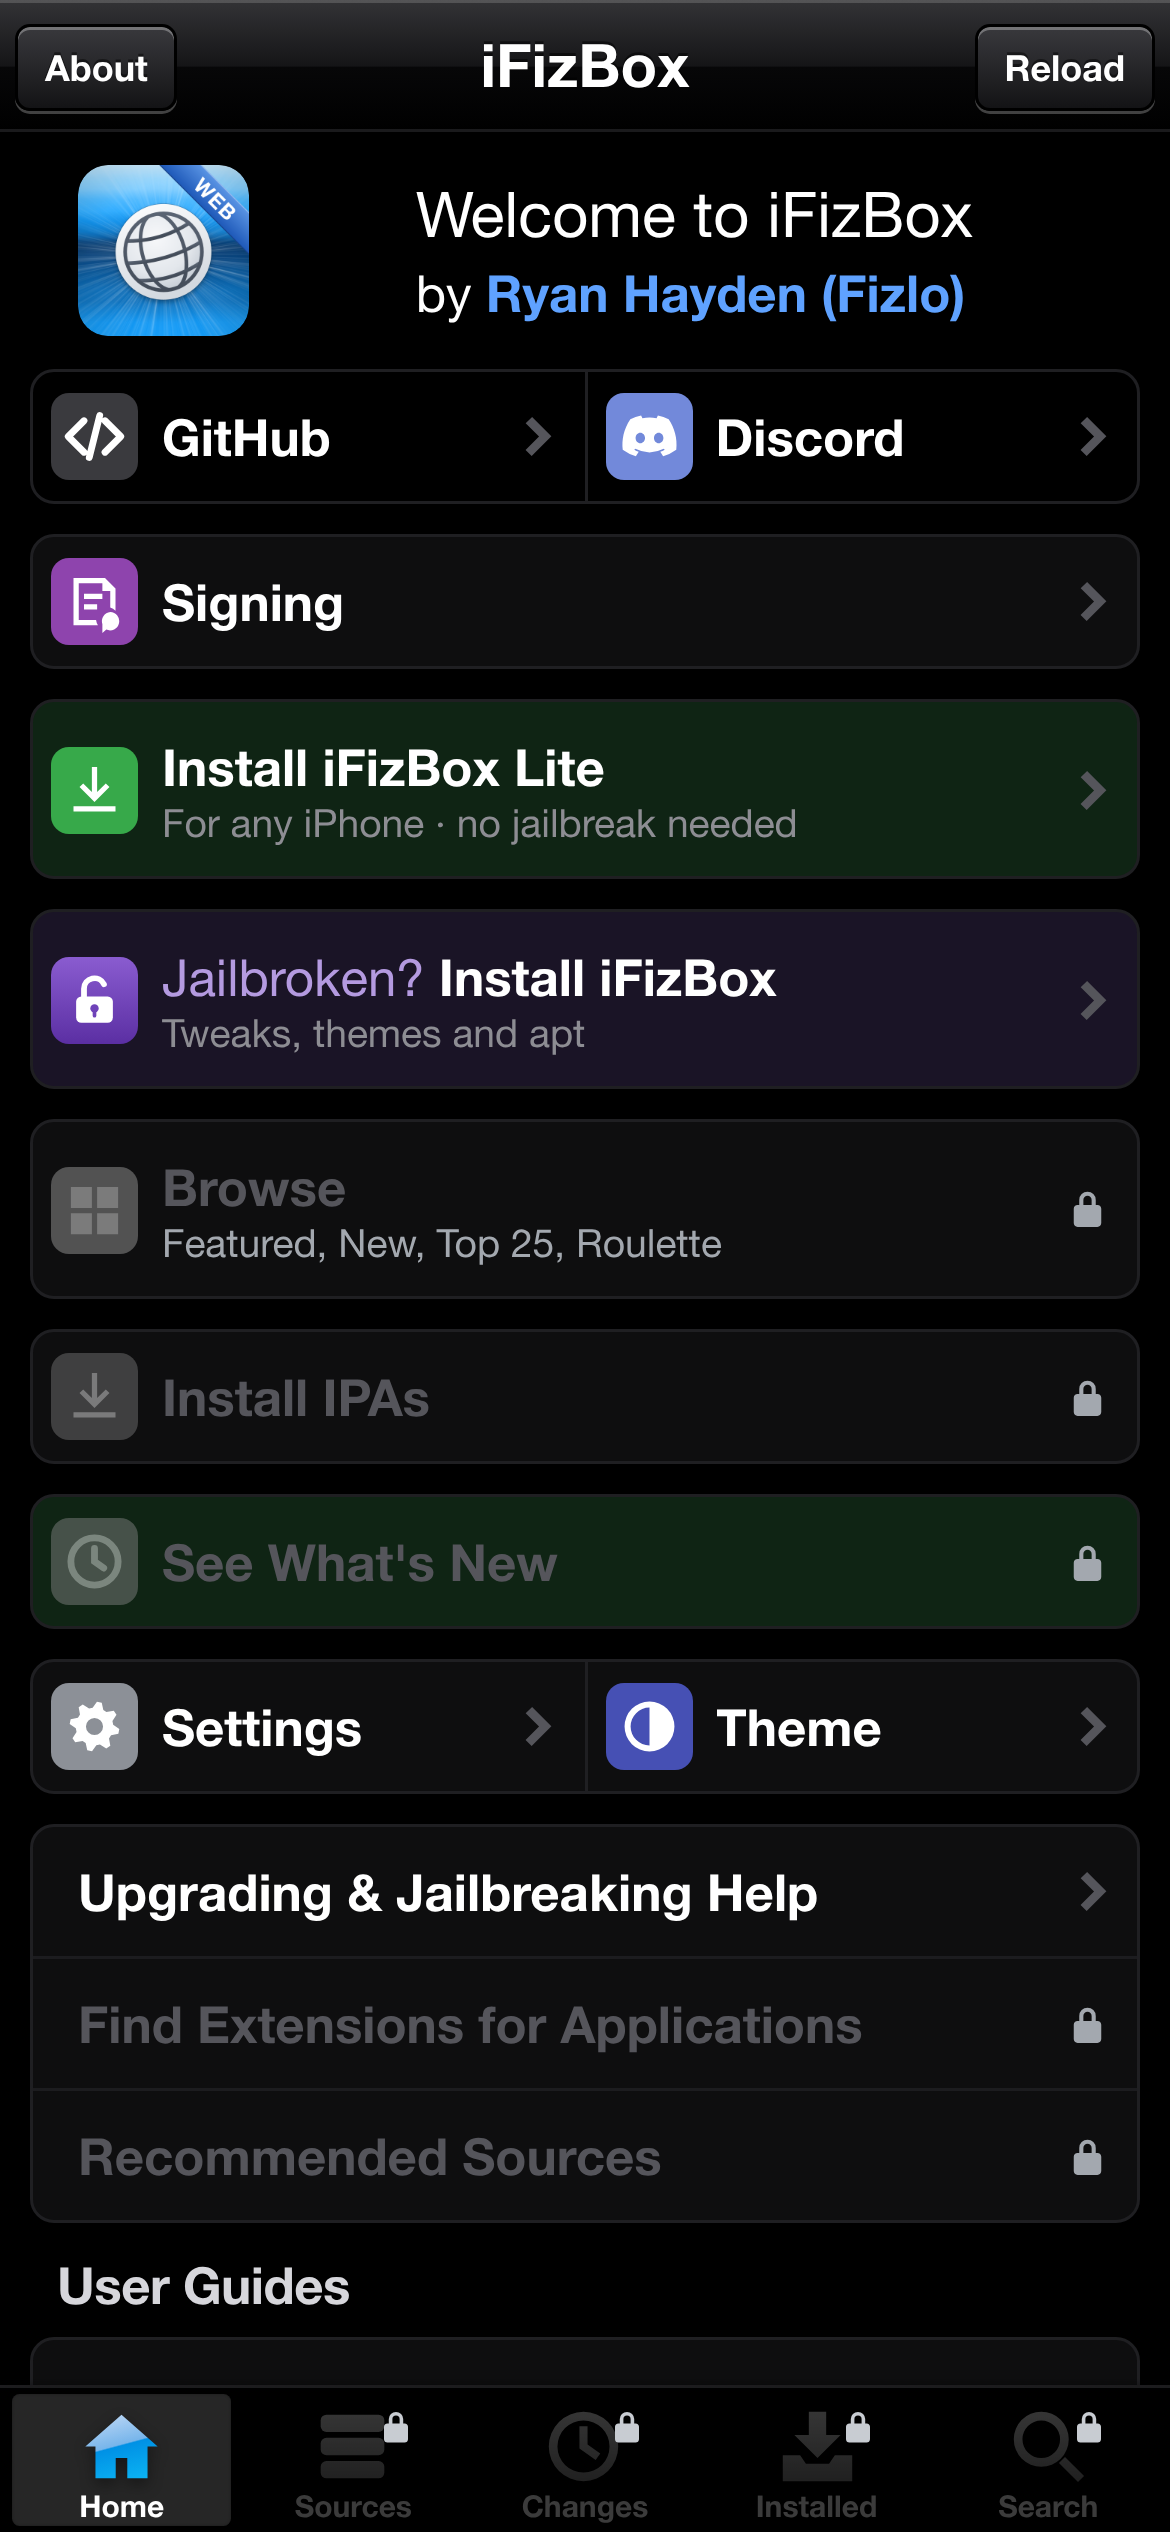 About
iFizBox
Reload
WEB
Welcome to iFizBox
by Ryan Hayden (Fizlo)
GitHub
Discord
Signing
Install iFizBox Lite
For any iPhone · no jailbreak needed
Jailbroken? Install iFizBox
Tweaks, themes and apt
Browse
Featured, New, Top 25, Roulette
Install IPAs
See What's New
Settings
Theme
Upgrading & Jailbreaking Help
Find Extensions for Applications
Recommended Sources
User Guides
Home
Sources
Changes
Installed
Search